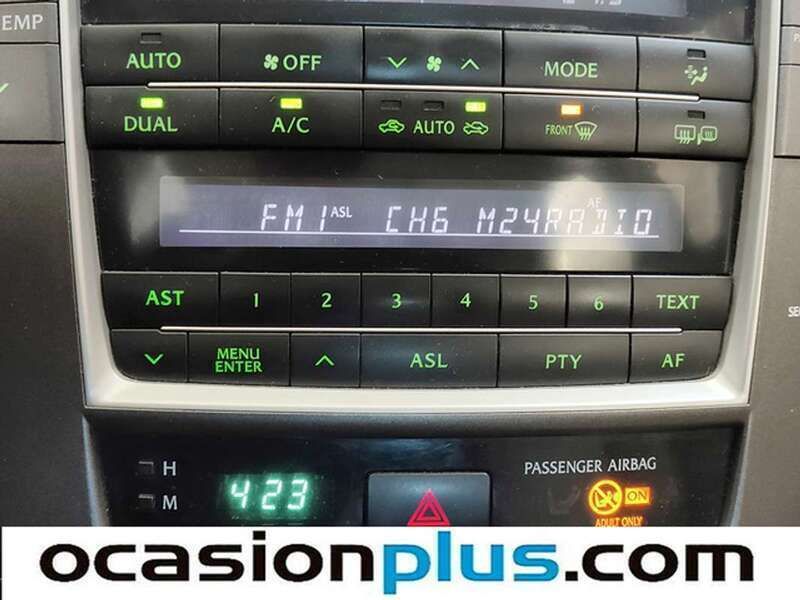 EMP
AUTO OFF MODE
DUAL A/C AUTO FRONT
FM1 ASL CH6 M24RADIO AF
AST 1 2 3 4 5 6 TEXT
MENU ENTER ASL PTY AF
H
M
4 23
PASSENGER AIRBAG
ON
ADULT ONLY
ocasionplus.com